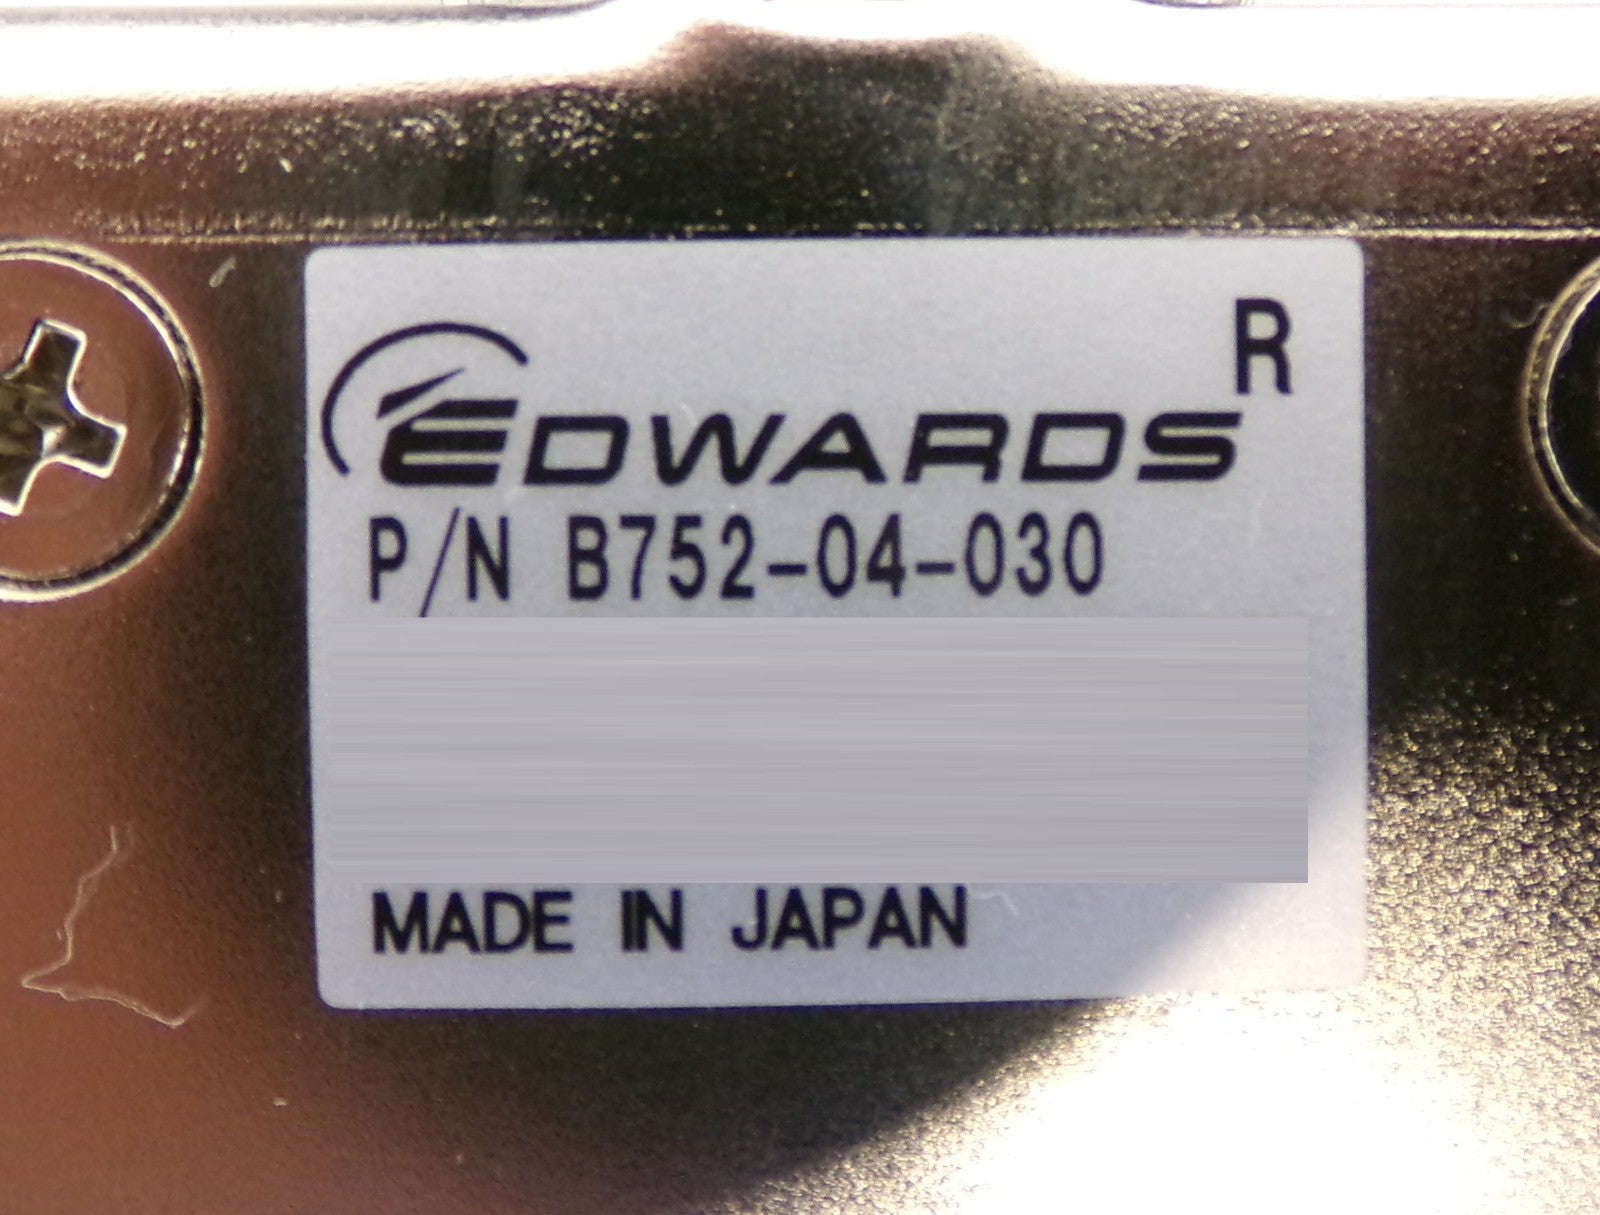 R
EDWARDS
P/N B752-04-030
MADE IN JAPAN